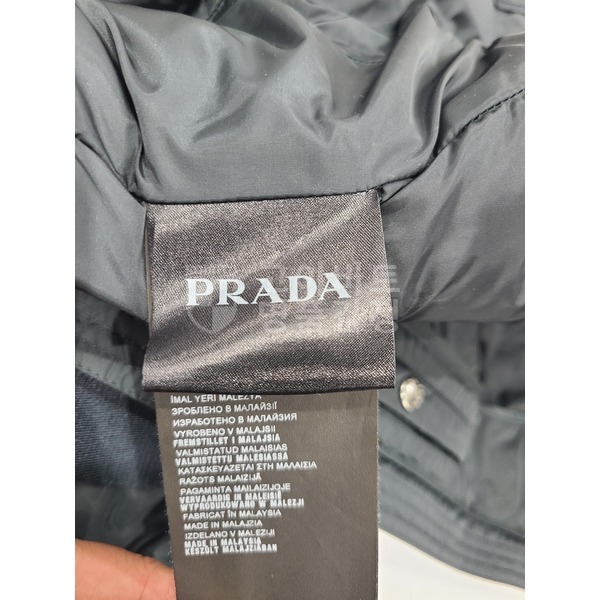 PRADA
İMAL YERİ MALEZYA
ЗРОБЛЕНО В МАЛАЙЗІЇ
ИЗРАБОТЕНО В МАЛАЙЗИЯ
VYROBENO V MALAJSII
FREMSTILLET I MALAJSIA
VALMISTATUD MALAISIAS
VALMISTETTU MALESIASSA
ΚΑΤΑΣΚΕΥΑΖΕΤΑΙ ΣΤΗ ΜΑΛΑΙΣΙΑ
RAŽOTS MALAIZIJĀ
PAGAMINTA MAILAIZIJOJE
VERVAARDIGD IN MALEISIË
WYPRODUKOWANO W MALEZJI
FABRICAT ÎN MALAYSIA
MADE IN MALAYSIA
IZDELANO V MALEZIJI
MADE IN MALAYSIA
KÉSZÜLT MALAJZIÁBAN